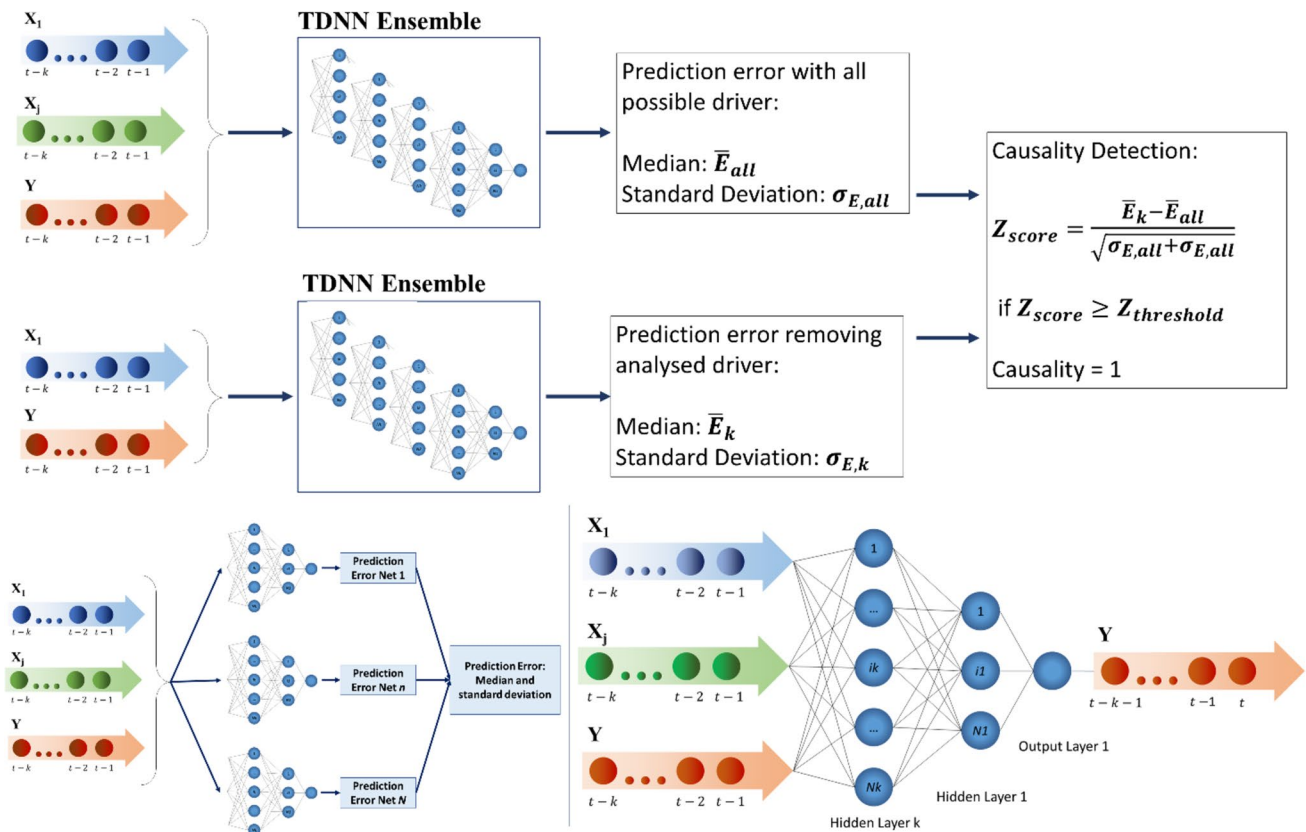 X₁
t−k t−2 t−1
Xⱼ
t−k t−2 t−1
Y
t−k t−2 t−1
TDNN Ensemble
Prediction error with all
possible driver:
Median: E̅_all
Standard Deviation: σ_E,all
X₁
t−k t−2 t−1
Y
t−k t−2 t−1
TDNN Ensemble
Prediction error removing
analysed driver:
Median: E̅_k
Standard Deviation: σ_E,k
Causality Detection:
Z_score = (E̅_k − E̅_all) / √(σ_E,all + σ_E,all)
if Z_score ≥ Z_threshold
Causality = 1
X₁
t−k t−2 t−1
Xⱼ
t−k t−2 t−1
Y
t−k t−2 t−1
Prediction
Error Net 1
Prediction
Error Net n
Prediction
Error Net N
Prediction Error:
Median and
standard deviation
X₁
t−k t−2 t−1
Xⱼ
t−k t−2 t−1
Y
t−k t−2 t−1
1
...
ik
...
Nk
Hidden Layer k
1
i1
N1
Hidden Layer 1
Output Layer 1
Y
t−k−1 t−1 t